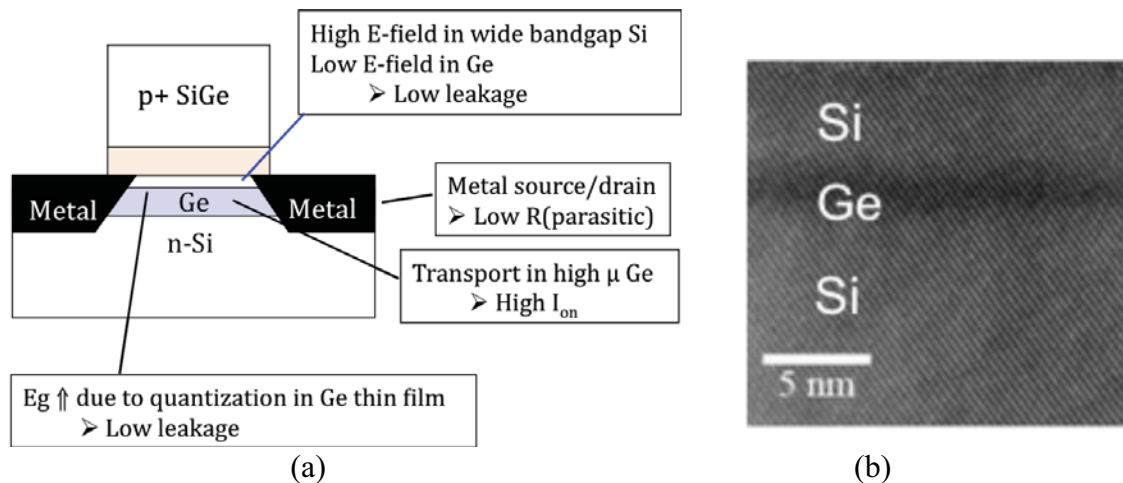 High E-field in wide bandgap Si
Low E-field in Ge
➢ Low leakage
p+ SiGe
Metal
Ge
Metal
n-Si
Metal source/drain
➢ Low R(parasitic)
Transport in high μ Ge
➢ High Ion
Eg ⇑ due to quantization in Ge thin film
➢ Low leakage
(a)
Si
Ge
Si
5 nm
(b)